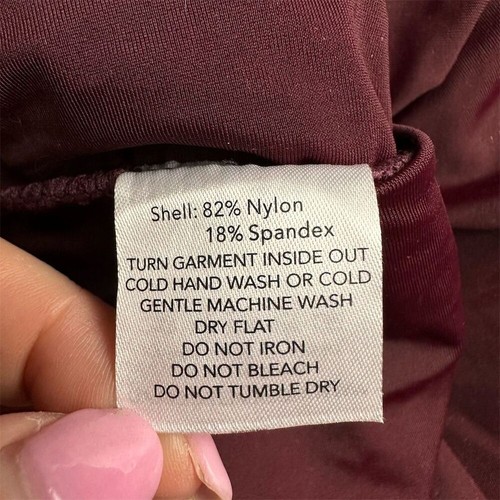 Shell: 82% Nylon
18% Spandex
TURN GARMENT INSIDE OUT
COLD HAND WASH OR COLD
GENTLE MACHINE WASH
DRY FLAT
DO NOT IRON
DO NOT BLEACH
DO NOT TUMBLE DRY